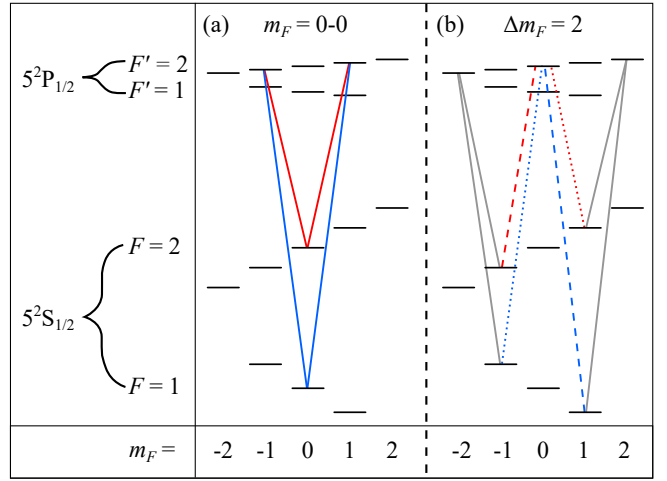 (a) m_F = 0-0
(b) Δm_F = 2
5²P₁/₂
F' = 2
F' = 1
F = 2
5²S₁/₂
F = 1
m_F = -2 -1 0 1 2 -2 -1 0 1 2